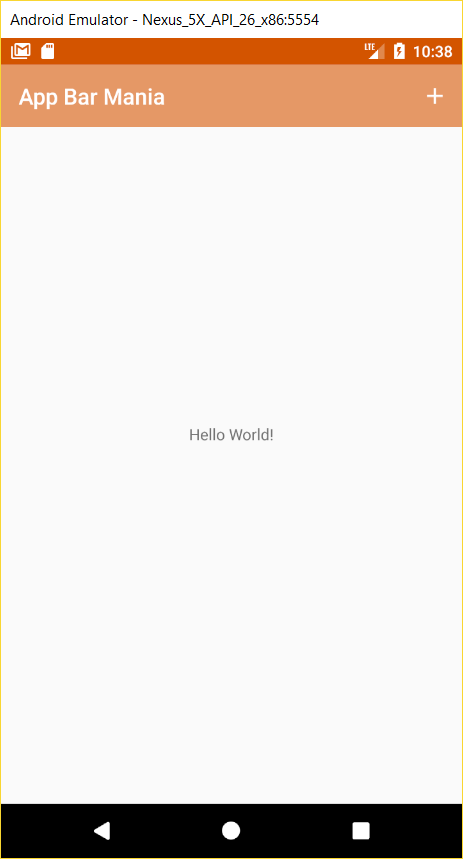 Android Emulator - Nexus_5X_API_26_x86:5554
LTE 10:38
App Bar Mania +
Hello World!